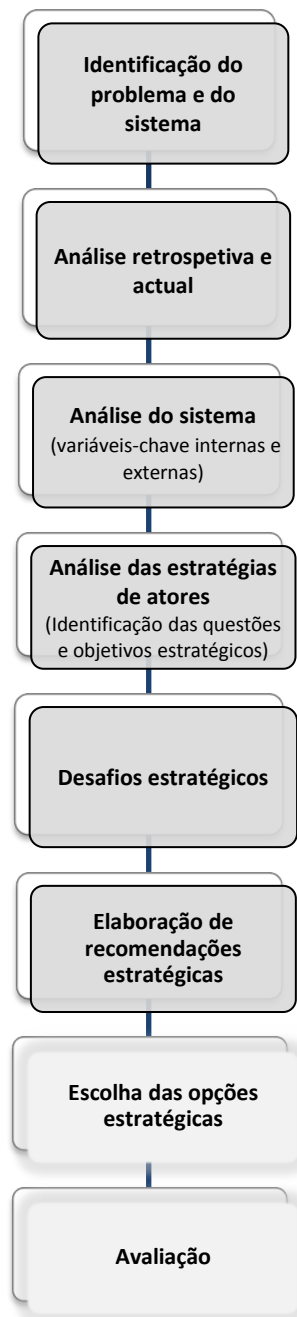 Identificação do
problema e do
sistema
Análise retrospetiva e
actual
Análise do sistema
(variáveis-chave internas e
externas)
Análise das estratégias
de atores
(Identificação das questões
e objetivos estratégicos)
Desafios estratégicos
Elaboração de
recomendações
estratégicas
Escolha das opções
estratégicas
Avaliação